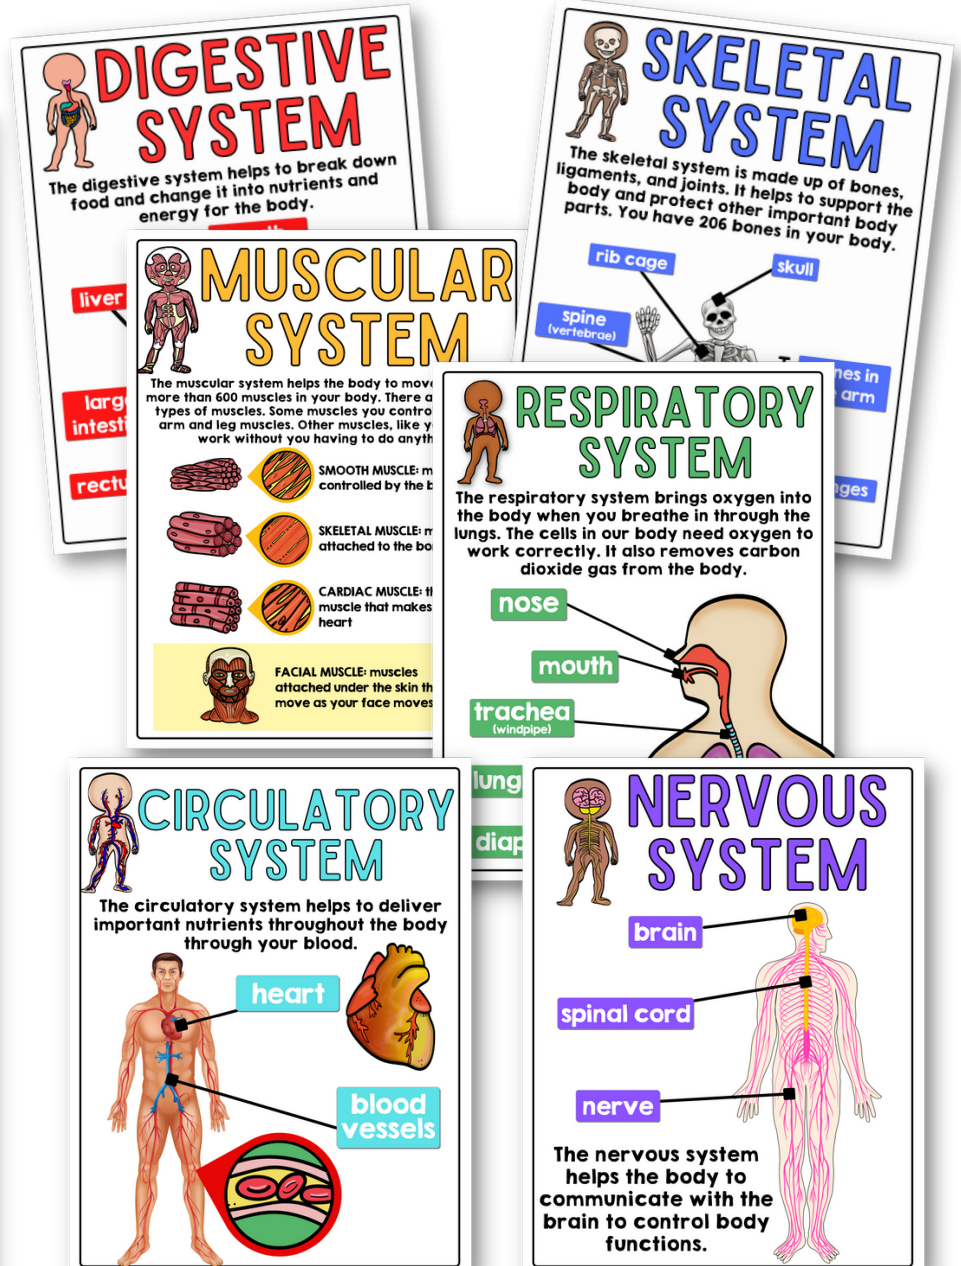 DIGESTIVE
SYSTEM
The digestive system helps to break down
food and change it into nutrients and
energy for the body.
liver
rectu
SKELETAL
SYSTEM
The skeletal system is made up of bones,
ligaments, and joints. It helps to support the
body and protect other important body
parts. You have 206 bones in your body.
rib cage
skull
spine
(vertebrae)
in
arm
MUSCULAR
SYSTEM
The muscular system helps the body to move
more than 600 muscles in your body. There a
types of muscles. Some muscles you contro
arm and leg muscles. Other muscles, like y
work without you having to do anyth
SMOOTH MUSCLE: m
controlled by the b
SKELETAL MUSCLE: m
attached to the bo
CARDIAC MUSCLE: th
muscle that makes
heart
FACIAL MUSCLE: muscles
attached under the skin th
move as your face moves
RESPIRATORY
SYSTEM
The respiratory system brings oxygen into
the body when you breathe in through the
lungs. The cells in our body need oxygen to
work correctly. It also removes carbon
dioxide gas from the body.
nose
mouth
trachea
(windpipe)
lung
diap
CIRCULATORY
SYSTEM
The circulatory system helps to deliver
important nutrients throughout the body
through your blood.
heart
blood
vessels
NERVOUS
SYSTEM
brain
spinal cord
nerve
The nervous system
helps the body to
communicate with the
brain to control body
functions.